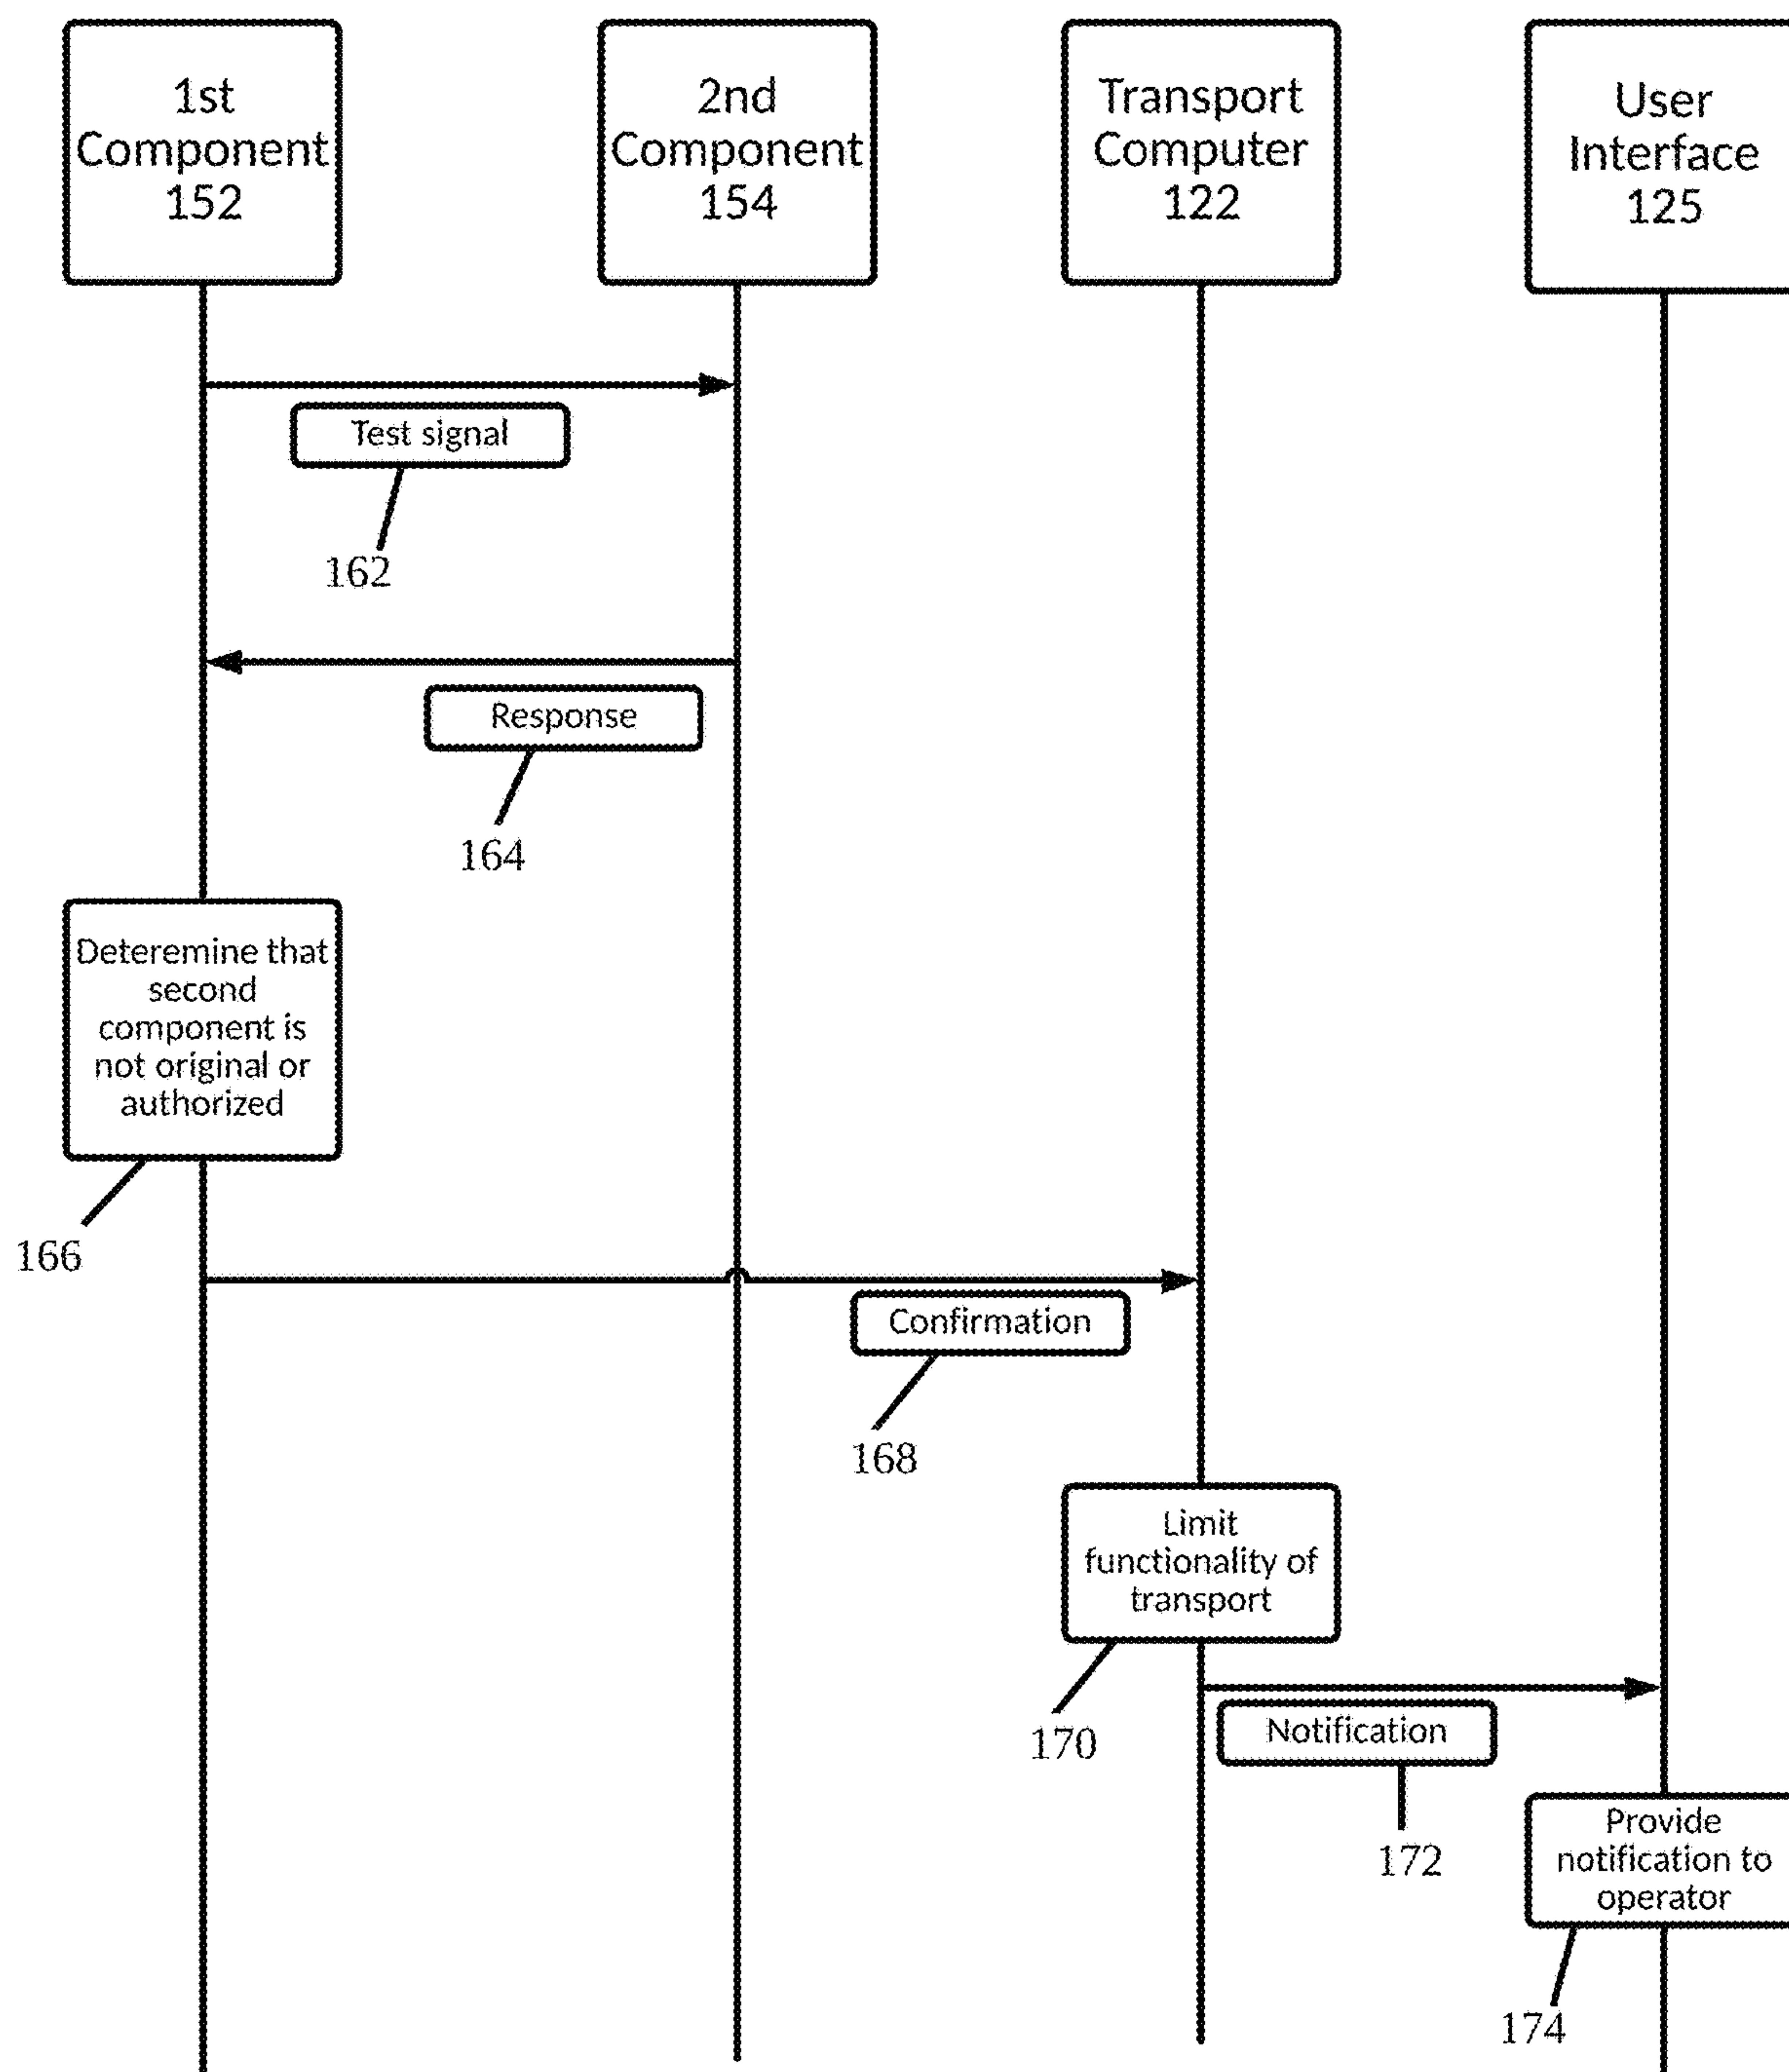 1st
Component
152
2nd
Component
154
Transport
Computer
122
User
Interface
125
Test signal
162
Response
164
Deteremine that
second
component is
not original or
authorized
166
Confirmation
168
Limit
functionality of
transport
170
Notification
172
Provide
notification to
operator
174